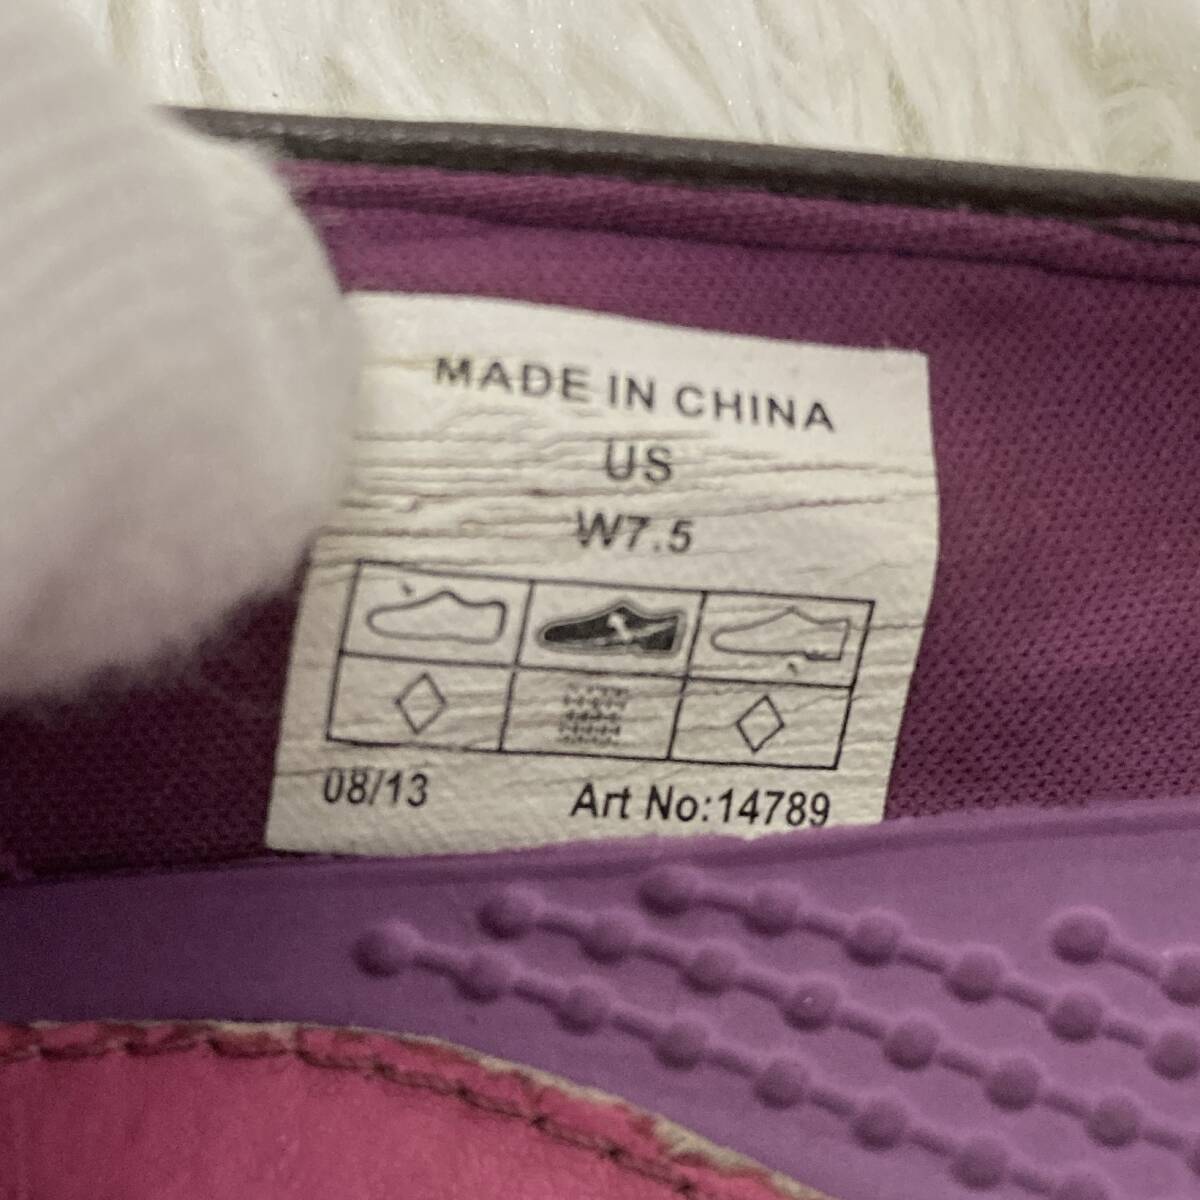 MADE IN CHINA
US
W7.5
08/13 Art No:14789